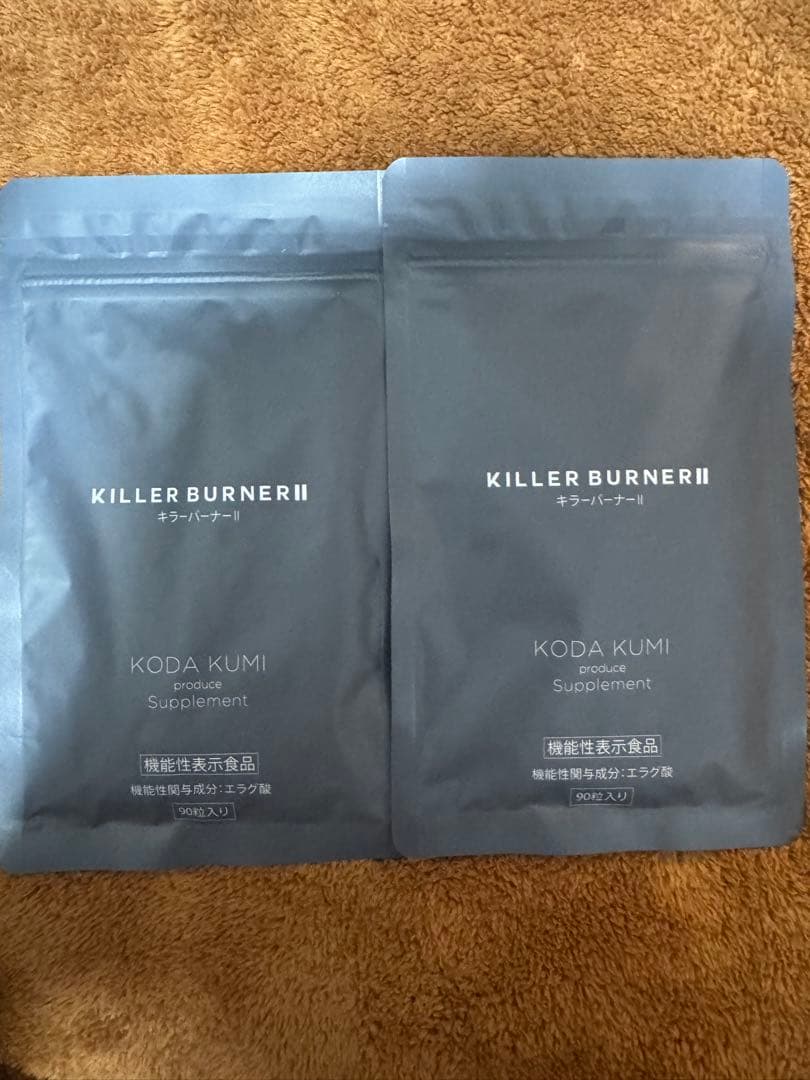 KILLER BURNERⅡ
キラーバーナーⅡ
KODA KUMI
produce
Supplement
機能性表示食品
機能性関与成分:エラグ酸
90粒入り
KILLER BURNERⅡ
キラーバーナーⅡ
KODA KUMI
produce
Supplement
機能性表示食品
機能性関与成分:エラグ酸
90粒入り